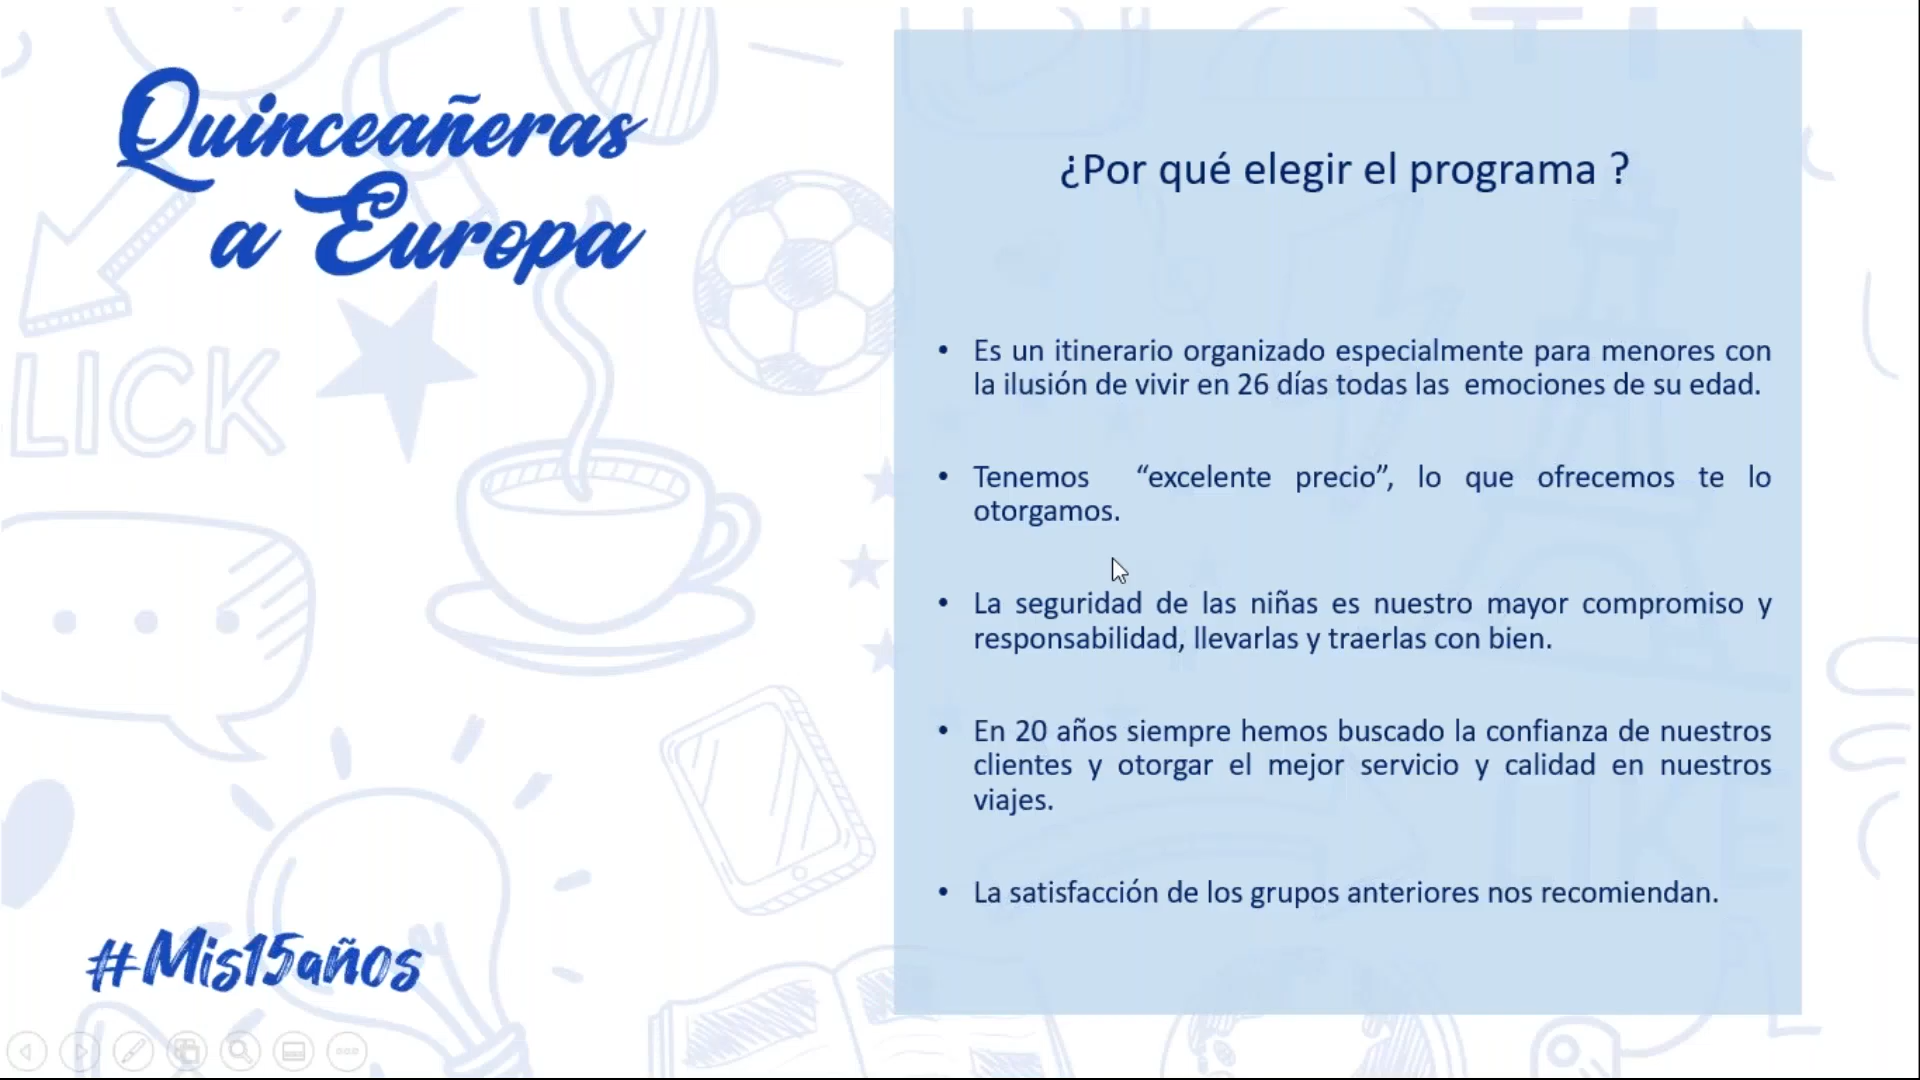 Quinceañeras
a Europa
LICK
#Mis15años
¿Por qué elegir el programa ?
• Es un itinerario organizado especialmente para menores con
la ilusión de vivir en 26 días todas las emociones de su edad.
• Tenemos “excelente precio”, lo que ofrecemos te lo
otorgamos.
• La seguridad de las niñas es nuestro mayor compromiso y
responsabilidad, llevarlas y traerlas con bien.
• En 20 años siempre hemos buscado la confianza de nuestros
clientes y otorgar el mejor servicio y calidad en nuestros
viajes.
• La satisfacción de los grupos anteriores nos recomiendan.